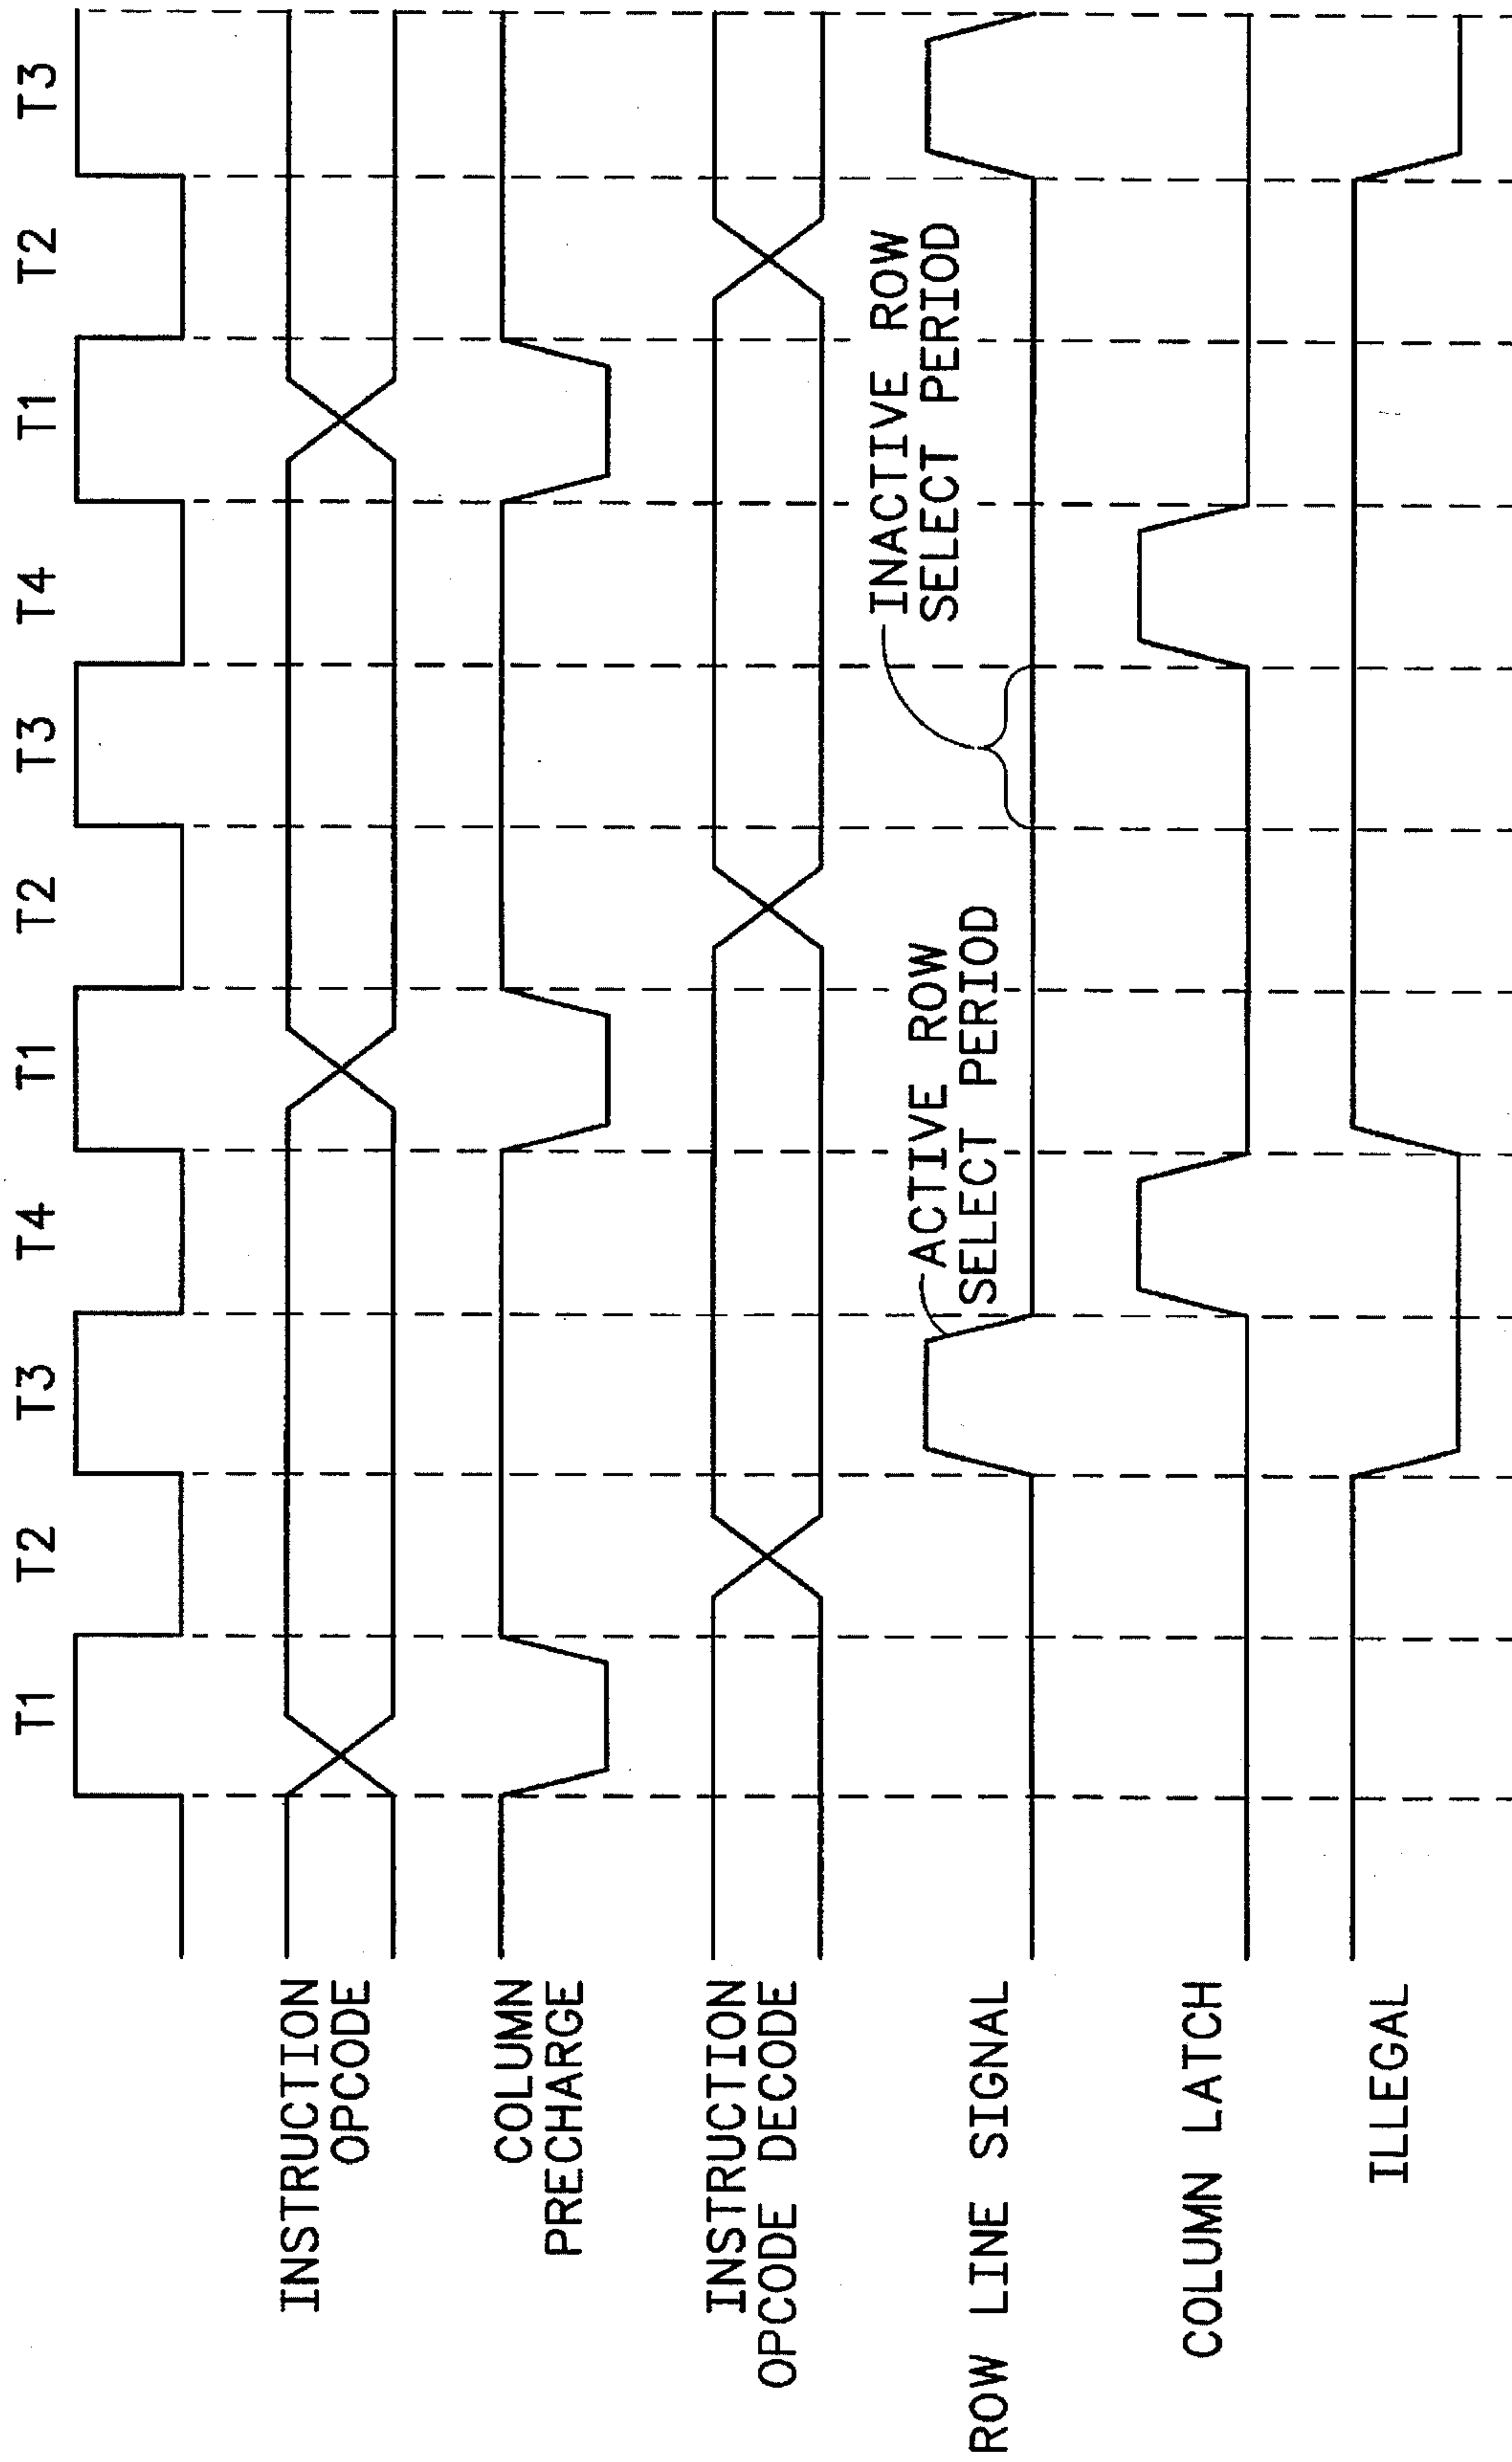 T1 T2 T3 T4 T1 T2 T3 T4 T1 T2 T3
INSTRUCTION
OPCODE
COLUMN
PRECHARGE
INSTRUCTION
OPCODE DECODE
ROW LINE SIGNAL
ACTIVE ROW
SELECT PERIOD
INACTIVE ROW
SELECT PERIOD
COLUMN LATCH
ILLEGAL